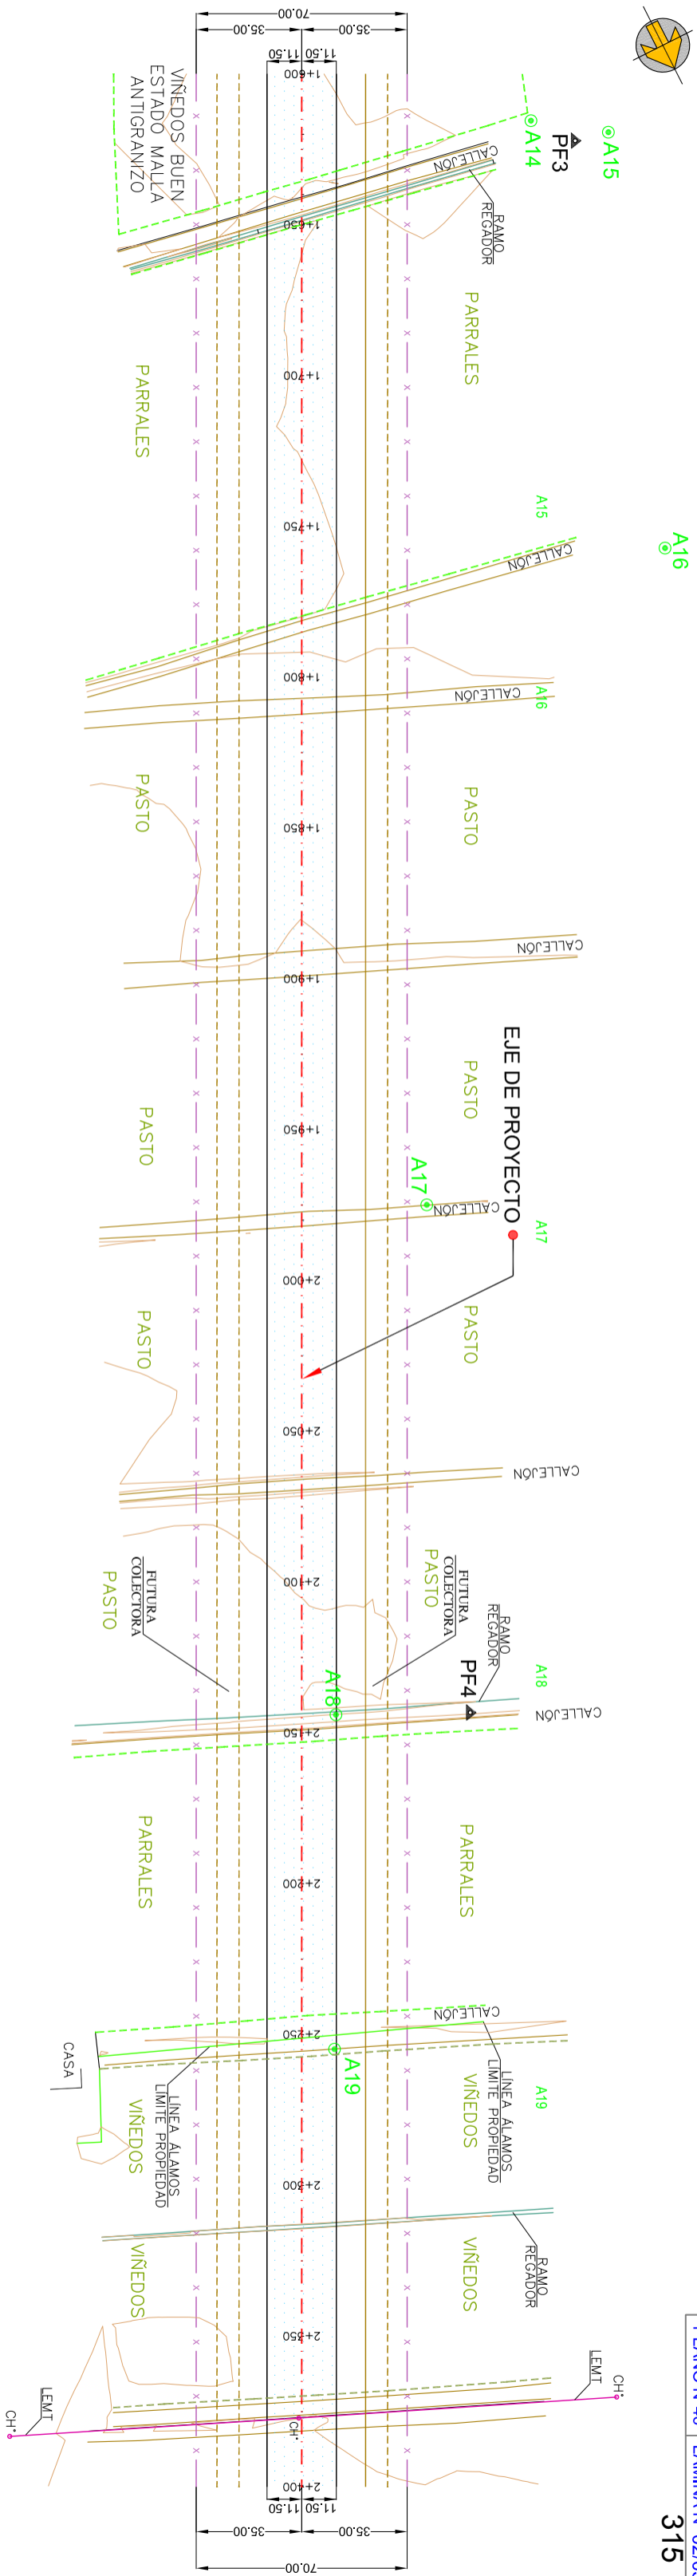 70.00
35.00
35.00
11.50
11.50
1+600
VIÑEDOS BUEN
ESTADO MALLA
ANTIGRANIZO
CALLEJÓN
A14
PF3
A15
RAMO
REGADOR
1+650
PARRALES
PARRALES
1+700
1+750
A15
A16
CALLEJÓN
1+800
CALLEJÓN
A16
PASTO
PASTO
1+850
CALLEJÓN
1+900
EJE DE PROYECTO
PASTO
PASTO
1+950
A17
CALLEJÓN
A17
2+000
PASTO
PASTO
2+050
CALLEJÓN
2+100
PASTO
PASTO
FUTURA
COLECTORA
FUTURA
COLECTORA
RAMO
REGADOR
PF4
A18
A18
CALLEJÓN
2+150
PARRALES
PARRALES
2+200
CALLEJÓN
2+250
CASA
A19
A19
LÍNEA ÁLAMOS
LÍMITE PROPIEDAD
LÍNEA ÁLAMOS
LÍMITE PROPIEDAD
VIÑEDOS
VIÑEDOS
2+300
RAMO
REGADOR
VIÑEDOS
VIÑEDOS
2+350
LEMT
CH°
LEMT
CH°
CH°
2+400
11.50
11.50
35.00
35.00
70.00
315